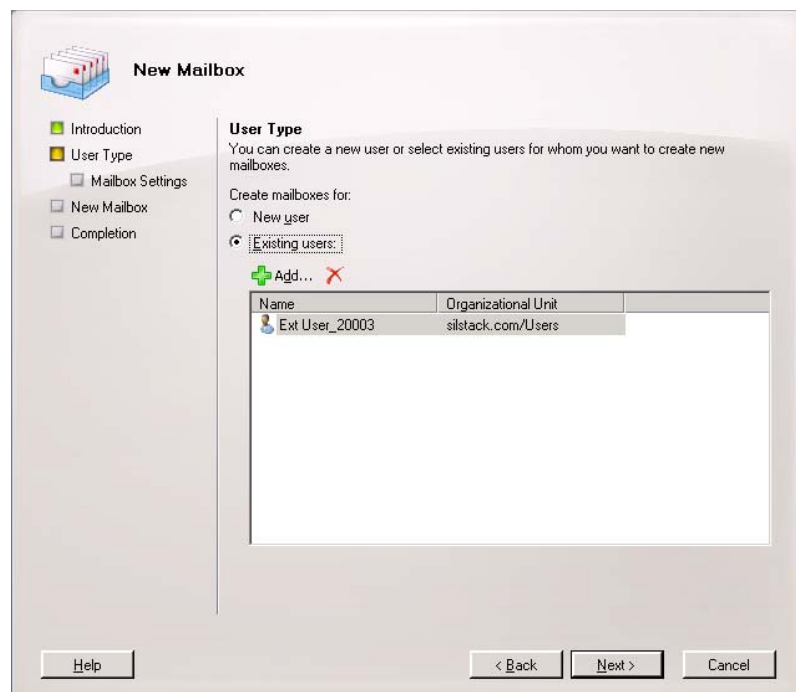 New Mailbox
Introduction
User Type
Mailbox Settings
New Mailbox
Completion
User Type
You can create a new user or select existing users for whom you want to create new
mailboxes.
Create mailboxes for:
New user
Existing users:
Add...
Name Organizational Unit
Ext User_20003 silstack.com/Users
Help < Back Next > Cancel